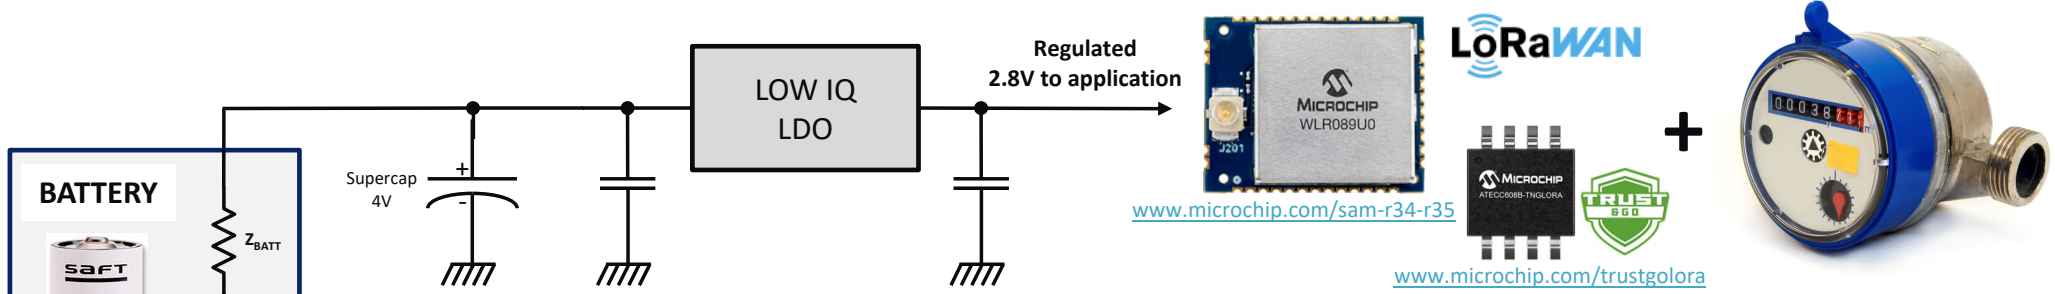 BATTERY
SAFT
Z_BATT
Supercap
4V
+
-
LOW IQ
LDO
Regulated
2.8V to application
MICROCHIP
WLR089U0
J201
www.microchip.com/sam-r34-r35
LoRaWAN
MICROCHIP
ATECC608B-TNGLORA
TRUST
&GO
www.microchip.com/trustgolora
+